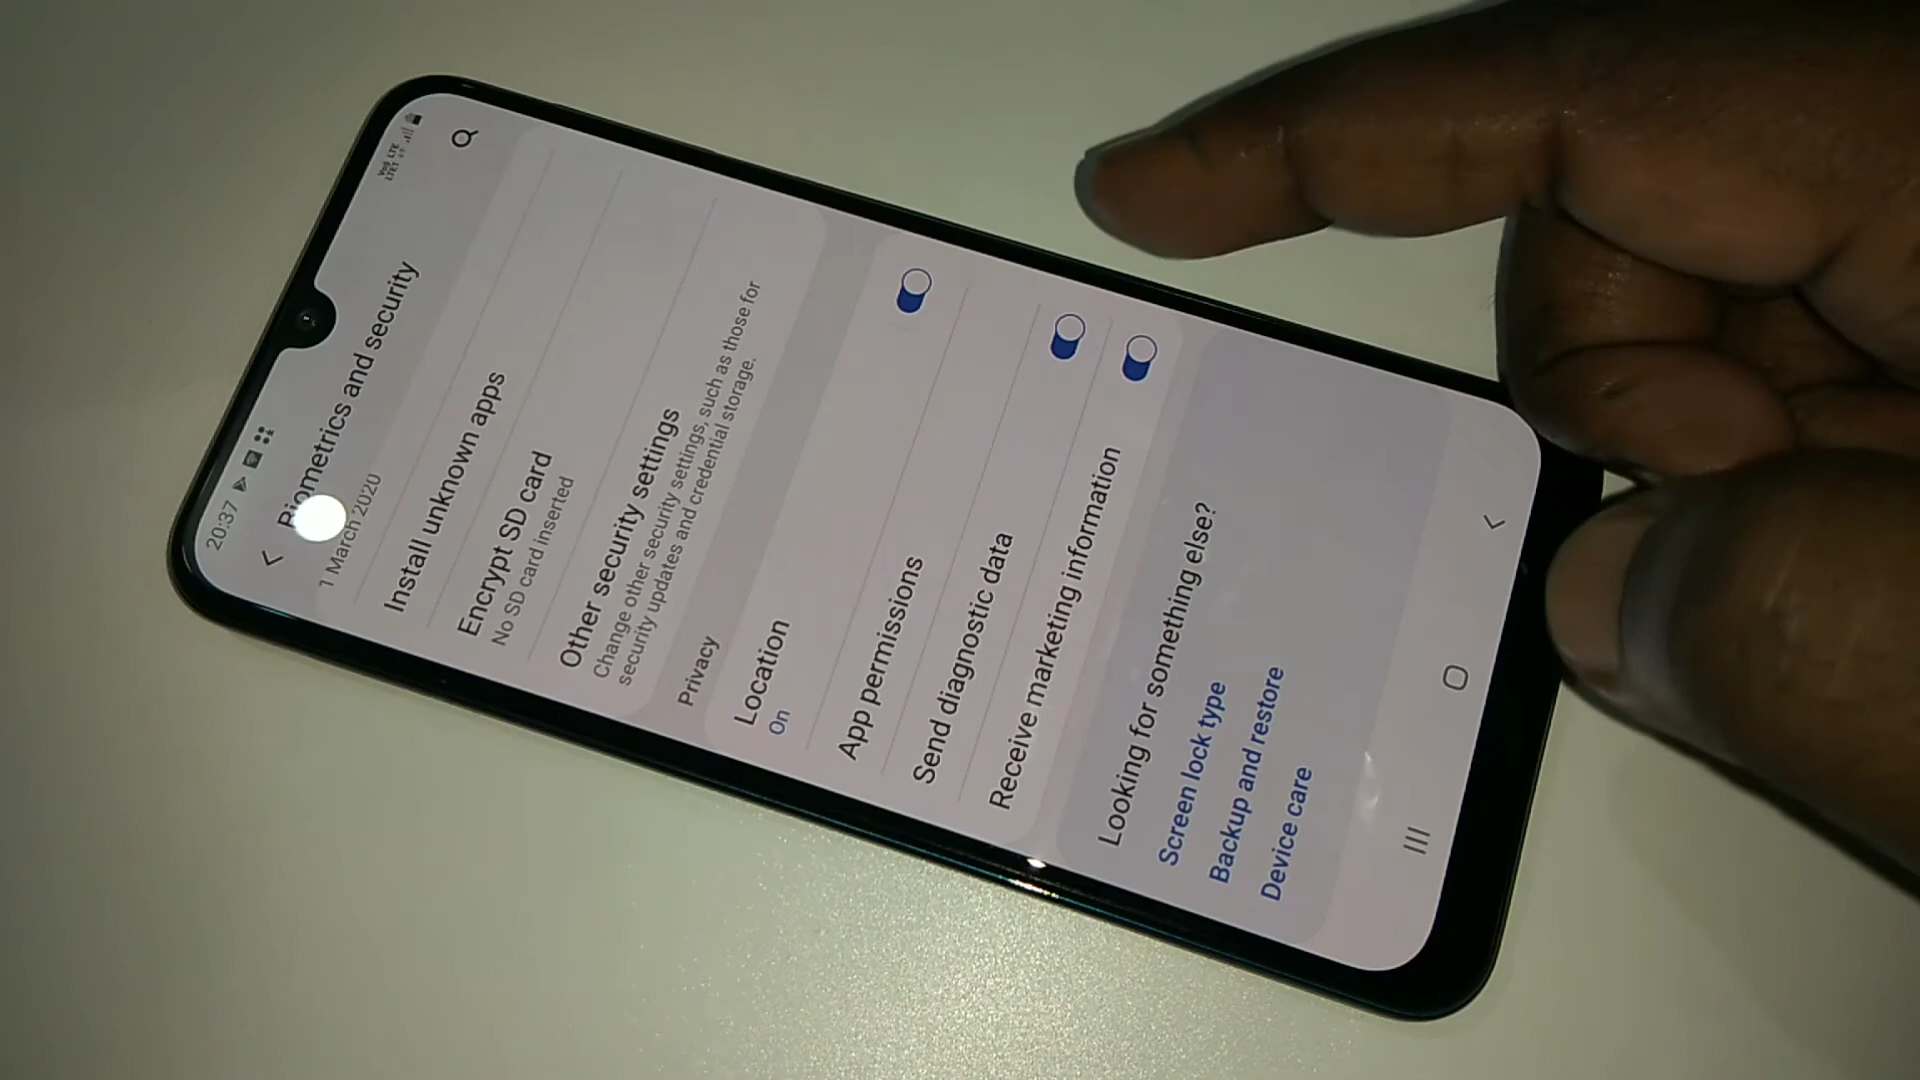 20:37
Biometrics and security
1 March 2020
Install unknown apps
Encrypt SD card
No SD card inserted
Other security settings
Change other security settings, such as those for
security updates and credential storage.
Privacy
Location
On
App permissions
Send diagnostic data
Receive marketing information
Looking for something else?
Screen lock type
Backup and restore
Device care